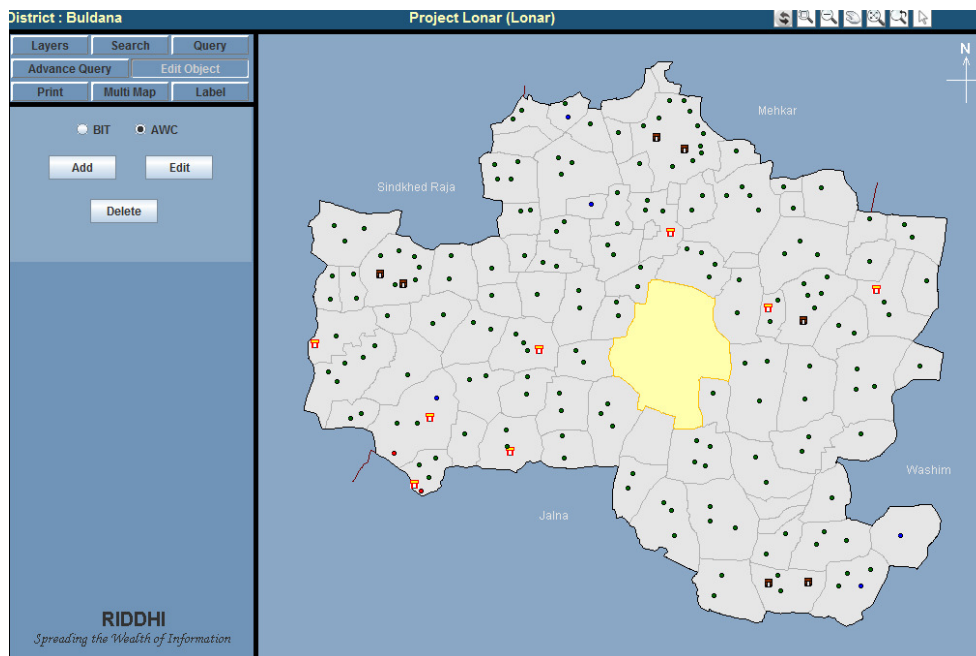 District : Buldana
Project Lonar (Lonar)
Layers Search Query
Advance Query Edit Object
Print Multi Map Label
BIT AWC
Add Edit
Delete
N
Mehkar
Sindkhed Raja
Washim
Jalna
RIDDHI
Spreading the Wealth of Information